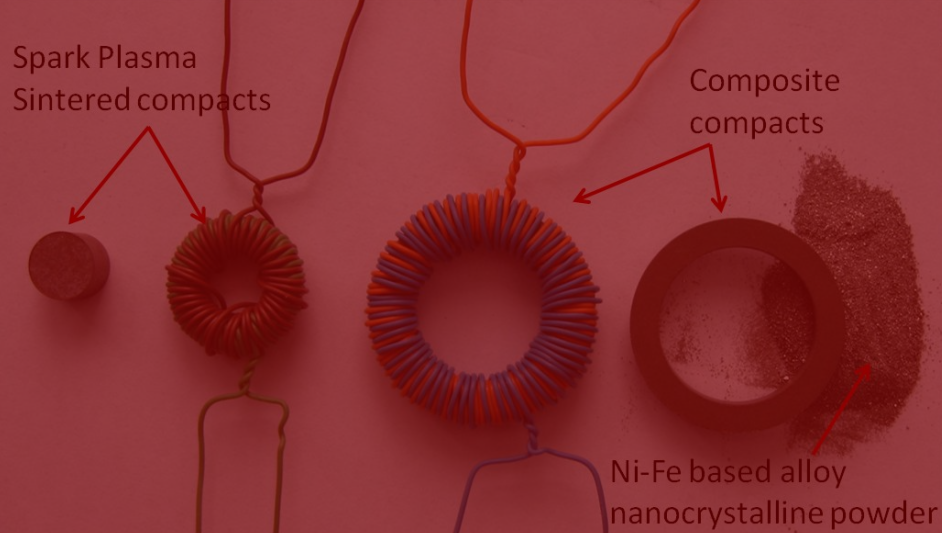 Spark Plasma
Sintered compacts
Composite
compacts
Ni-Fe based alloy
nanocrystalline powder